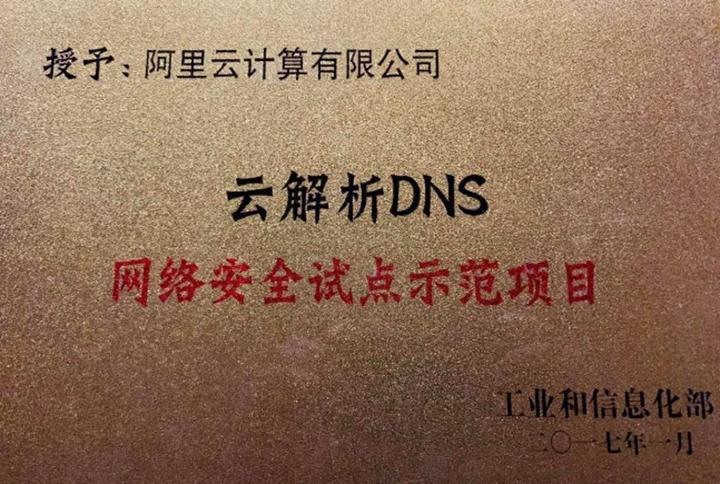 授予：阿里云计算有限公司
云解析DNS
网络安全试点示范项目
工业和信息化部
二〇一七年一月